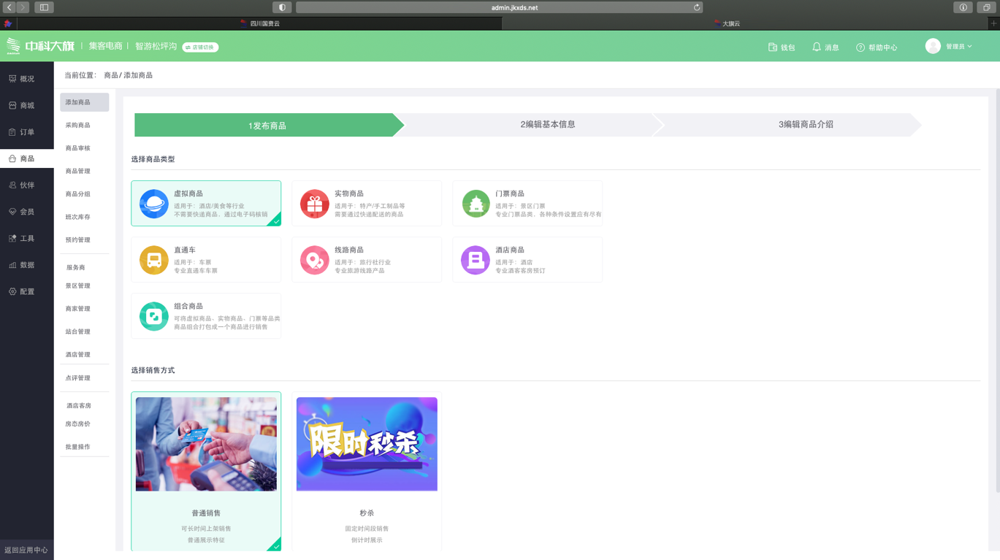 admin.jkxds.net
四川国资云
大旗云
中科大旗 | 集客电商 | 智游松坪沟 店铺切换
钱包 消息 帮助中心 管理员
概况
商城
订单
商品
伙伴
会员
工具
数据
配置
返回应用中心
当前位置： 商品/添加商品
添加商品
采购商品
商品审核
商品管理
商品分组
班次库存
预约管理
服务商
景区管理
商家管理
站台管理
酒店管理
点评管理
酒店客房
房态房价
批量操作
1发布商品
2编辑基本信息
3编辑商品介绍
选择商品类型
虚拟商品
适用于：酒店/美食等行业
不需要快递商品，通过电子码核销
实物商品
适用于：特产/手工制品等
需要通过快递配送的商品
门票商品
适用于：景区门票
专业门票品类，各种条件设置应有尽有
直通车
适用于：车票
专业直通车车票
线路商品
适用于：旅行社行业
专业旅游线路产品
酒店商品
适用于：酒店
专业酒客客房预订
组合商品
可将虚拟商品、实物商品、门票等品类
商品组合打包成一个商品进行销售
选择销售方式
普通销售
可长时间上架销售
普通展示特征
限时秒杀
秒杀
固定时间段销售
倒计时展示